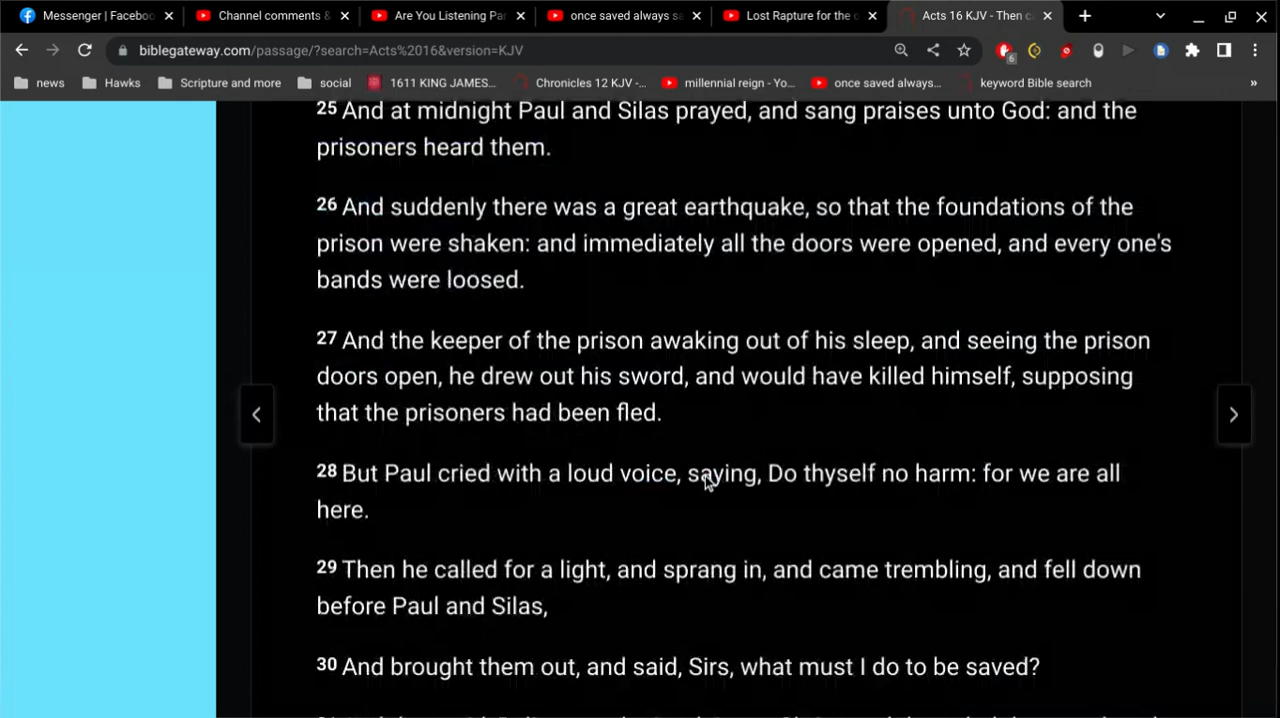 Messenger | Faceboo
Channel comments &
Are You Listening Par
once saved always s
Lost Rapture for the
Acts 16 KJV - Then c
biblegateway.com/passage/?search=Acts%2016&version=KJV
6
news
Hawks
Scripture and more
social
1611 KING JAMES...
Chronicles 12 KJV -...
millennial reign - Yo...
once saved always...
keyword Bible search
»
25 And at midnight Paul and Silas prayed, and sang praises unto God: and the
prisoners heard them.
26 And suddenly there was a great earthquake, so that the foundations of the
prison were shaken: and immediately all the doors were opened, and every one's
bands were loosed.
27 And the keeper of the prison awaking out of his sleep, and seeing the prison
doors open, he drew out his sword, and would have killed himself, supposing
that the prisoners had been fled.
28 But Paul cried with a loud voice, saying, Do thyself no harm: for we are all
here.
29 Then he called for a light, and sprang in, and came trembling, and fell down
before Paul and Silas,
30 And brought them out, and said, Sirs, what must I do to be saved?